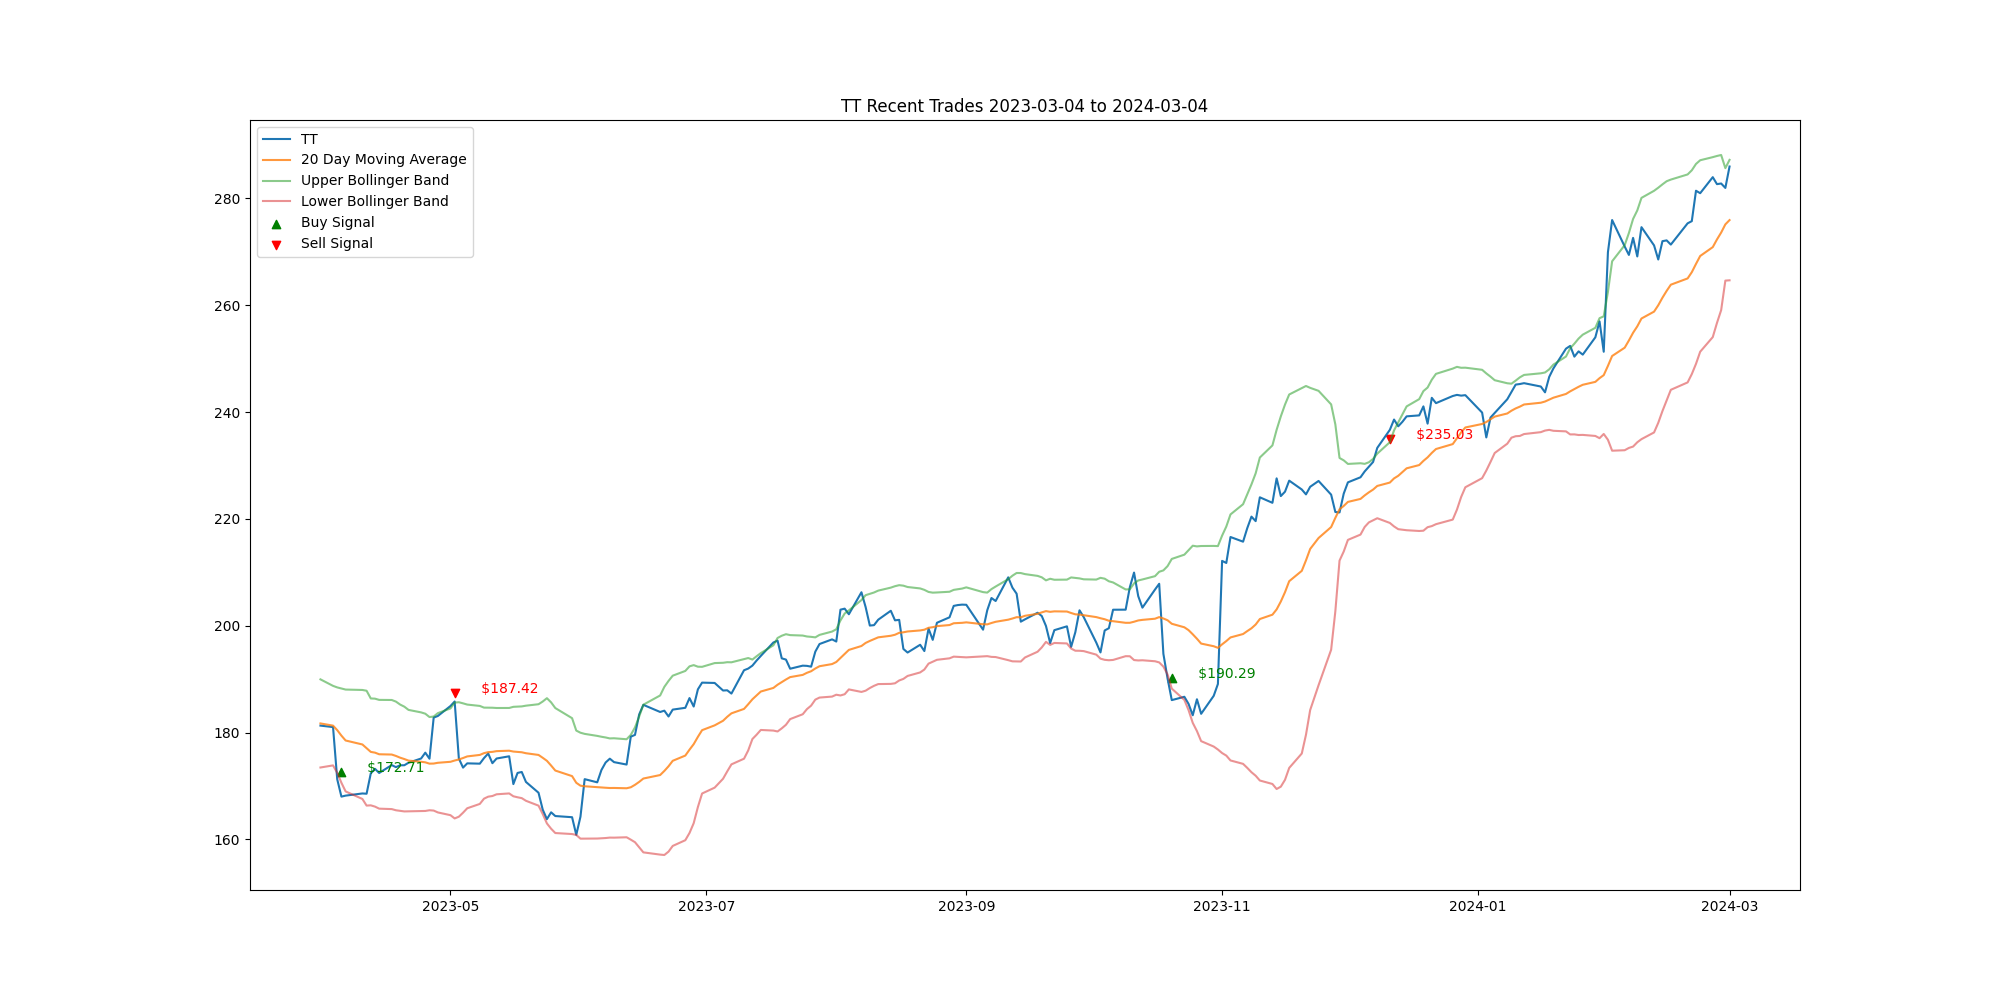 TT Recent Trades 2023-03-04 to 2024-03-04
TT
20 Day Moving Average
Upper Bollinger Band
Lower Bollinger Band
Buy Signal
Sell Signal
280
260
240
220
200
180
160
$172.71
$187.42
$190.29
$235.03
2023-05
2023-07
2023-09
2023-11
2024-01
2024-03